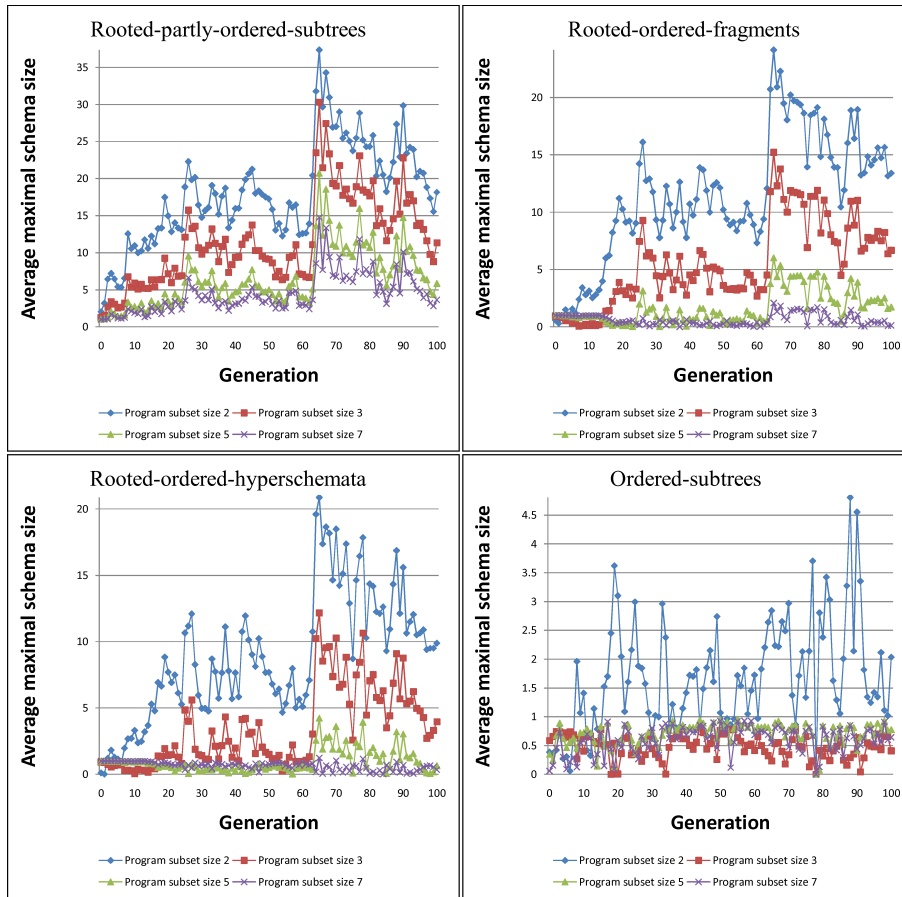 Rooted-partly-ordered-subtrees
Average maximal schema size
35
30
25
20
15
10
5
0
0 10 20 30 40 50 60 70 80 90 100
Generation
Program subset size 2 Program subset size 3
Program subset size 5 Program subset size 7
Rooted-ordered-fragments
Average maximal schema size
20
15
10
5
0
0 10 20 30 40 50 60 70 80 90 100
Generation
Program subset size 2 Program subset size 3
Program subset size 5 Program subset size 7
Rooted-ordered-hyperschemata
Average maximal schema size
20
15
10
5
0
0 10 20 30 40 50 60 70 80 90 100
Generation
Program subset size 2 Program subset size 3
Program subset size 5 Program subset size 7
Ordered-subtrees
Average maximal schema size
4.5
4
3.5
3
2.5
2
1.5
1
0.5
0
0 10 20 30 40 50 60 70 80 90 100
Generation
Program subset size 2 Program subset size 3
Program subset size 5 Program subset size 7